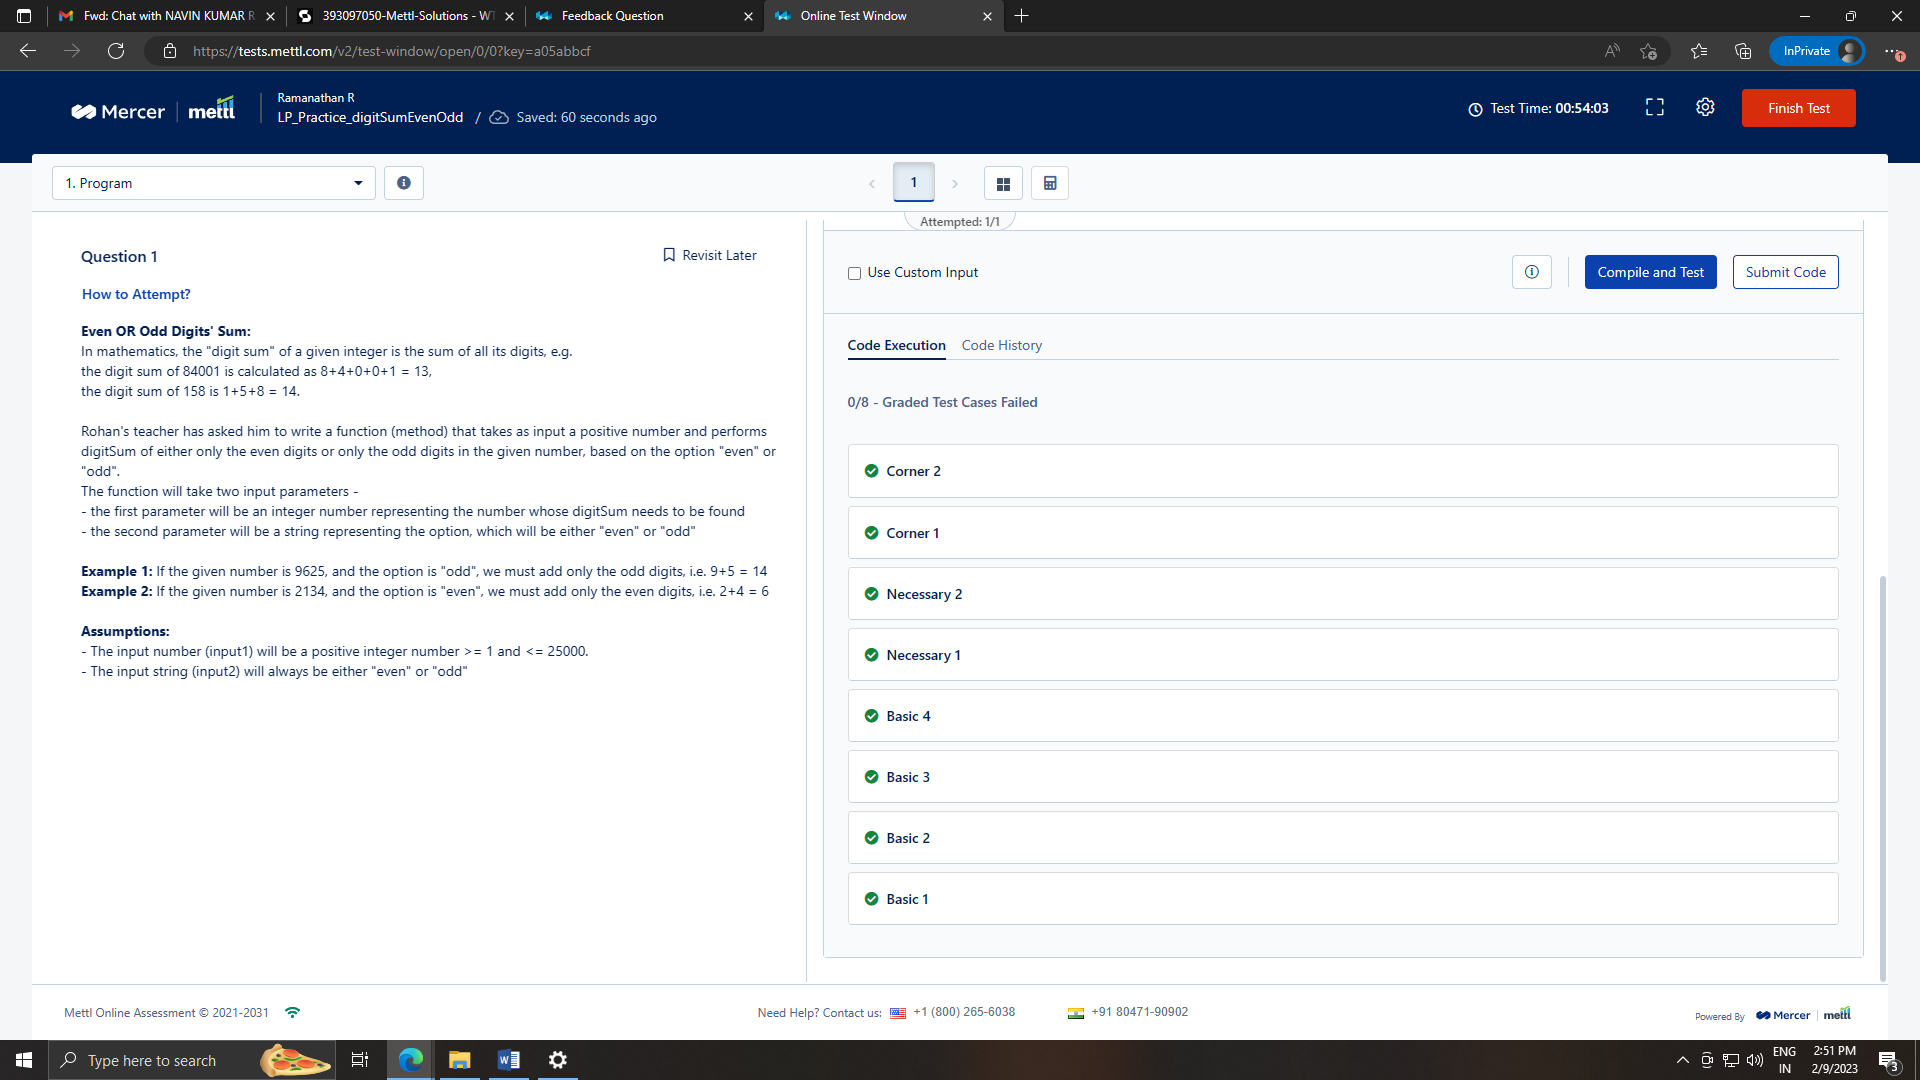 Fwd: Chat with NAVIN KUMAR R
393097050-Mettl-Solutions - WT
Feedback Question
Online Test Window
https://tests.mettl.com/v2/test-window/open/0/0?key=a05abbcf
InPrivate
Mercer | mettl
Ramanathan R
LP_Practice_digitSumEvenOdd / Saved: 60 seconds ago
Test Time: 00:54:03
Finish Test
1. Program
1
Attempted: 1/1
Question 1
Revisit Later
How to Attempt?
Even OR Odd Digits' Sum:
In mathematics, the "digit sum" of a given integer is the sum of all its digits, e.g.
the digit sum of 84001 is calculated as 8+4+0+0+1 = 13,
the digit sum of 158 is 1+5+8 = 14.
Rohan's teacher has asked him to write a function (method) that takes as input a positive number and performs
digitSum of either only the even digits or only the odd digits in the given number, based on the option "even" or
"odd".
The function will take two input parameters -
- the first parameter will be an integer number representing the number whose digitSum needs to be found
- the second parameter will be a string representing the option, which will be either "even" or "odd"
Example 1: If the given number is 9625, and the option is "odd", we must add only the odd digits, i.e. 9+5 = 14
Example 2: If the given number is 2134, and the option is "even", we must add only the even digits, i.e. 2+4 = 6
Assumptions:
- The input number (input1) will be a positive integer number >= 1 and <= 25000.
- The input string (input2) will always be either "even" or "odd"
Use Custom Input
Compile and Test
Submit Code
Code Execution
Code History
0/8 - Graded Test Cases Failed
Corner 2
Corner 1
Necessary 2
Necessary 1
Basic 4
Basic 3
Basic 2
Basic 1
Mettl Online Assessment © 2021-2031
Need Help? Contact us: +1 (800) 265-6038
+91 80471-90902
Powered By Mercer | mettl
Type here to search
ENG
IN
2:51 PM
2/9/2023
3